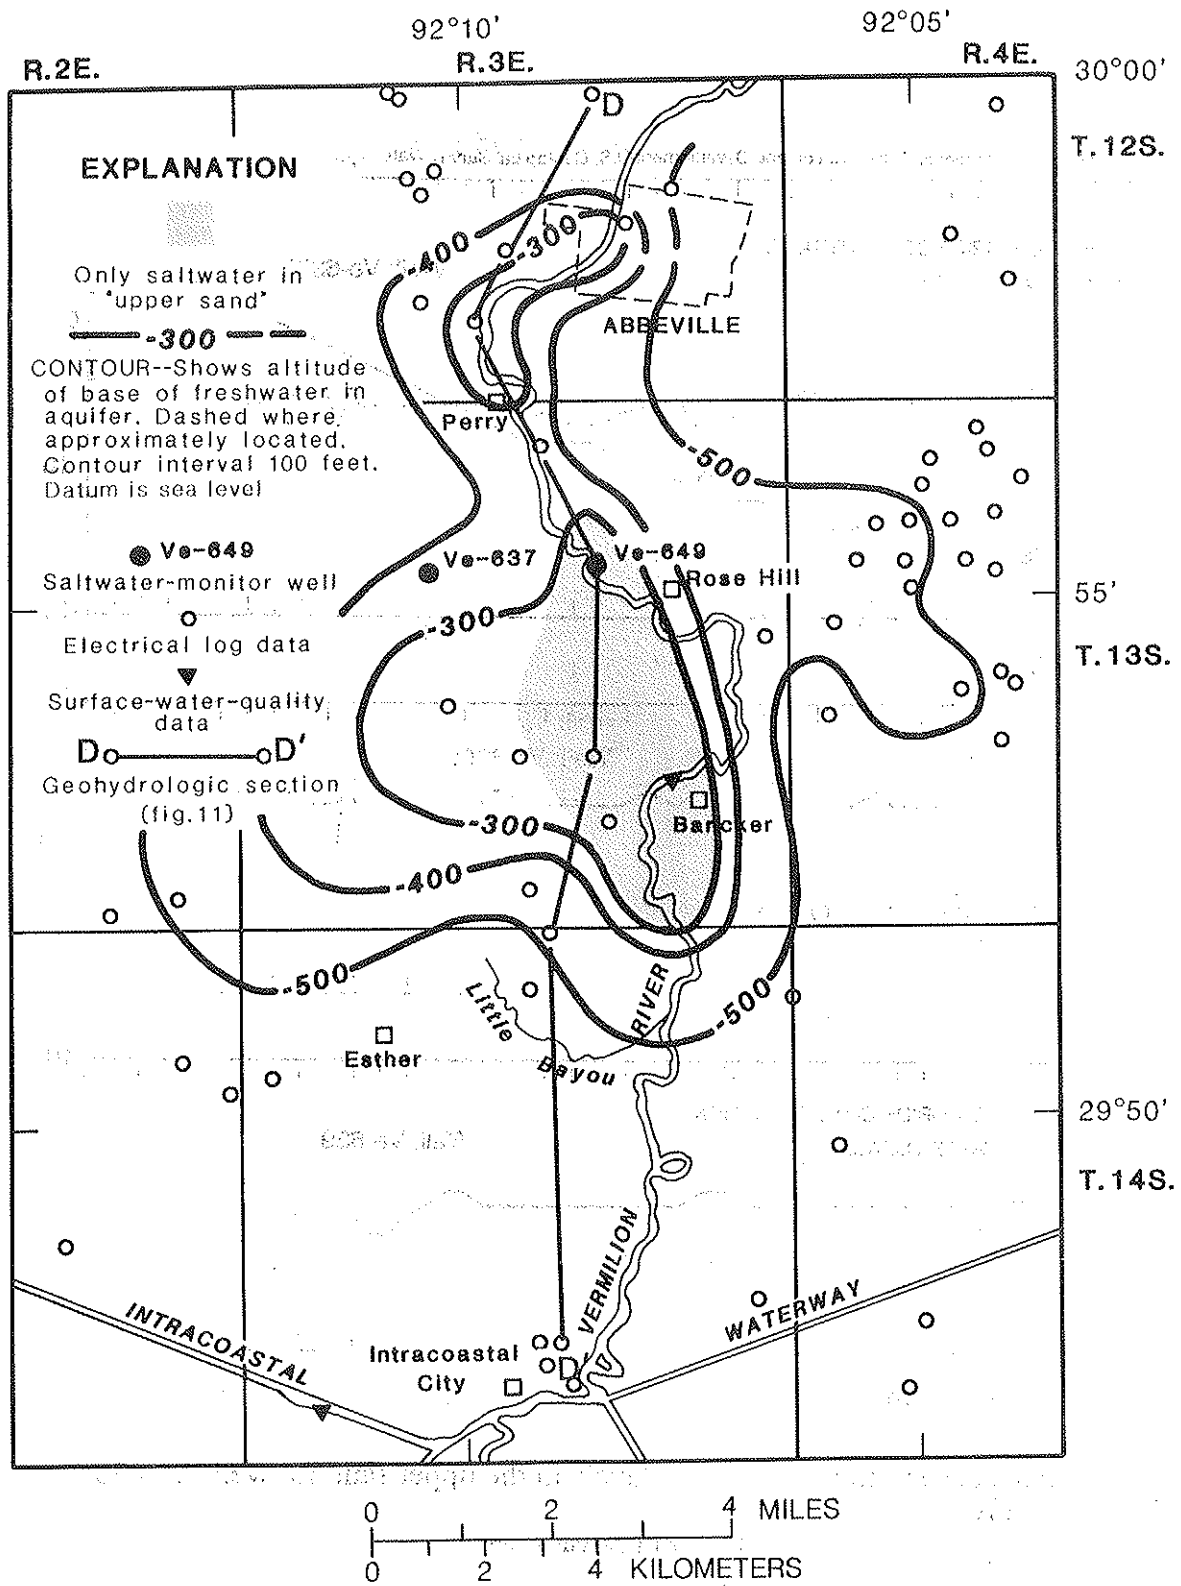 92°10'
92°05'
R.2E.
R.3E.
R.4E.
30°00'
T.12S.
D
EXPLANATION
Only saltwater in
"upper sand"
-300
CONTOUR--Shows altitude
of base of freshwater in
aquifer. Dashed where
approximately located.
Contour interval 100 feet.
Datum is sea level
Ve-649
Saltwater-monitor well
Electrical log data
Surface-water-quality
data
D D'
Geohydrologic section
(fig.11)
-400
-300
ABBEVILLE
Perry
-500
Ve-637
Ve-649
Rose Hill
55'
-300
T.13S.
-300
Bancker
-400
-500
-500
Little
Bayou
RIVER
Esther
29°50'
T.14S.
VERMILION
INTRACOASTAL
WATERWAY
Intracoastal
City
D'
0 2 4 MILES
0 2 4 KILOMETERS